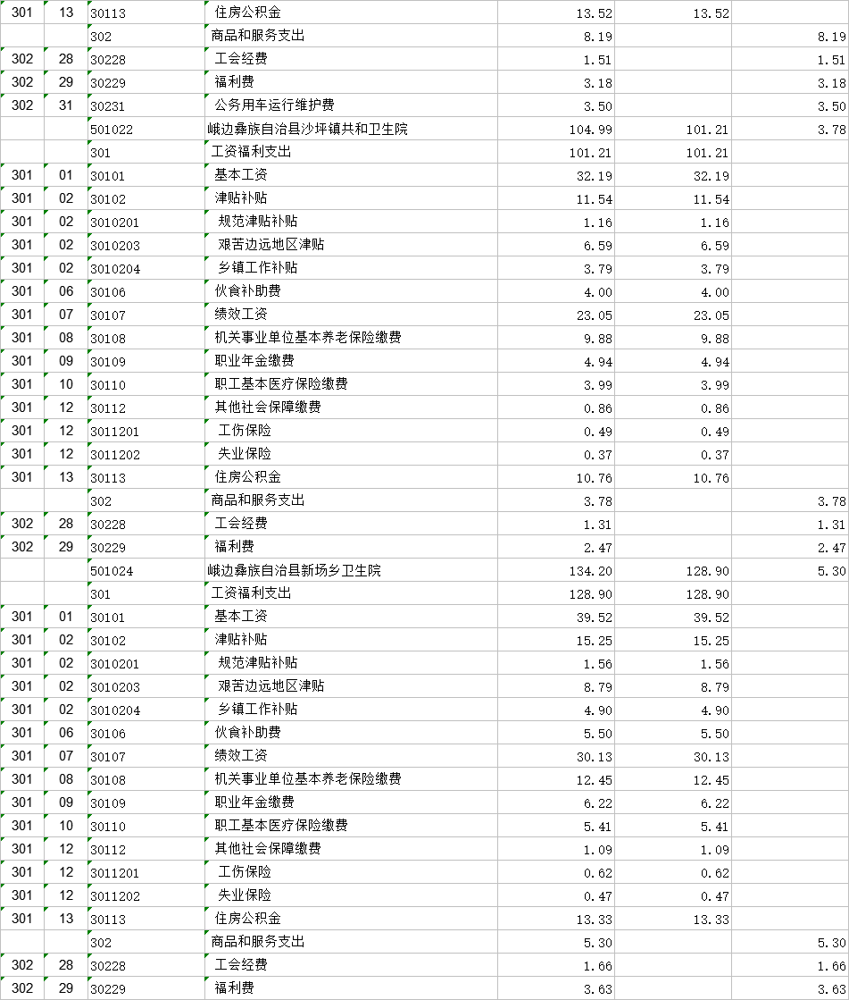 301 13 30113 住房公积金 13.52 13.52
302 商品和服务支出 8.19 8.19
302 28 30228 工会经费 1.51 1.51
302 29 30229 福利费 3.18 3.18
302 31 30231 公务用车运行维护费 3.50 3.50
501022 峨边彝族自治县沙坪镇共和卫生院 104.99 101.21 3.78
301 工资福利支出 101.21 101.21
301 01 30101 基本工资 32.19 32.19
301 02 30102 津贴补贴 11.54 11.54
301 02 3010201 规范津贴补贴 1.16 1.16
301 02 3010203 艰苦边远地区津贴 6.59 6.59
301 02 3010204 乡镇工作补贴 3.79 3.79
301 06 30106 伙食补助费 4.00 4.00
301 07 30107 绩效工资 23.05 23.05
301 08 30108 机关事业单位基本养老保险缴费 9.88 9.88
301 09 30109 职业年金缴费 4.94 4.94
301 10 30110 职工基本医疗保险缴费 3.99 3.99
301 12 30112 其他社会保障缴费 0.86 0.86
301 12 3011201 工伤保险 0.49 0.49
301 12 3011202 失业保险 0.37 0.37
301 13 30113 住房公积金 10.76 10.76
302 商品和服务支出 3.78 3.78
302 28 30228 工会经费 1.31 1.31
302 29 30229 福利费 2.47 2.47
501024 峨边彝族自治县新场乡卫生院 134.20 128.90 5.30
301 工资福利支出 128.90 128.90
301 01 30101 基本工资 39.52 39.52
301 02 30102 津贴补贴 15.25 15.25
301 02 3010201 规范津贴补贴 1.56 1.56
301 02 3010203 艰苦边远地区津贴 8.79 8.79
301 02 3010204 乡镇工作补贴 4.90 4.90
301 06 30106 伙食补助费 5.50 5.50
301 07 30107 绩效工资 30.13 30.13
301 08 30108 机关事业单位基本养老保险缴费 12.45 12.45
301 09 30109 职业年金缴费 6.22 6.22
301 10 30110 职工基本医疗保险缴费 5.41 5.41
301 12 30112 其他社会保障缴费 1.09 1.09
301 12 3011201 工伤保险 0.62 0.62
301 12 3011202 失业保险 0.47 0.47
301 13 30113 住房公积金 13.33 13.33
302 商品和服务支出 5.30 5.30
302 28 30228 工会经费 1.66 1.66
302 29 30229 福利费 3.63 3.63